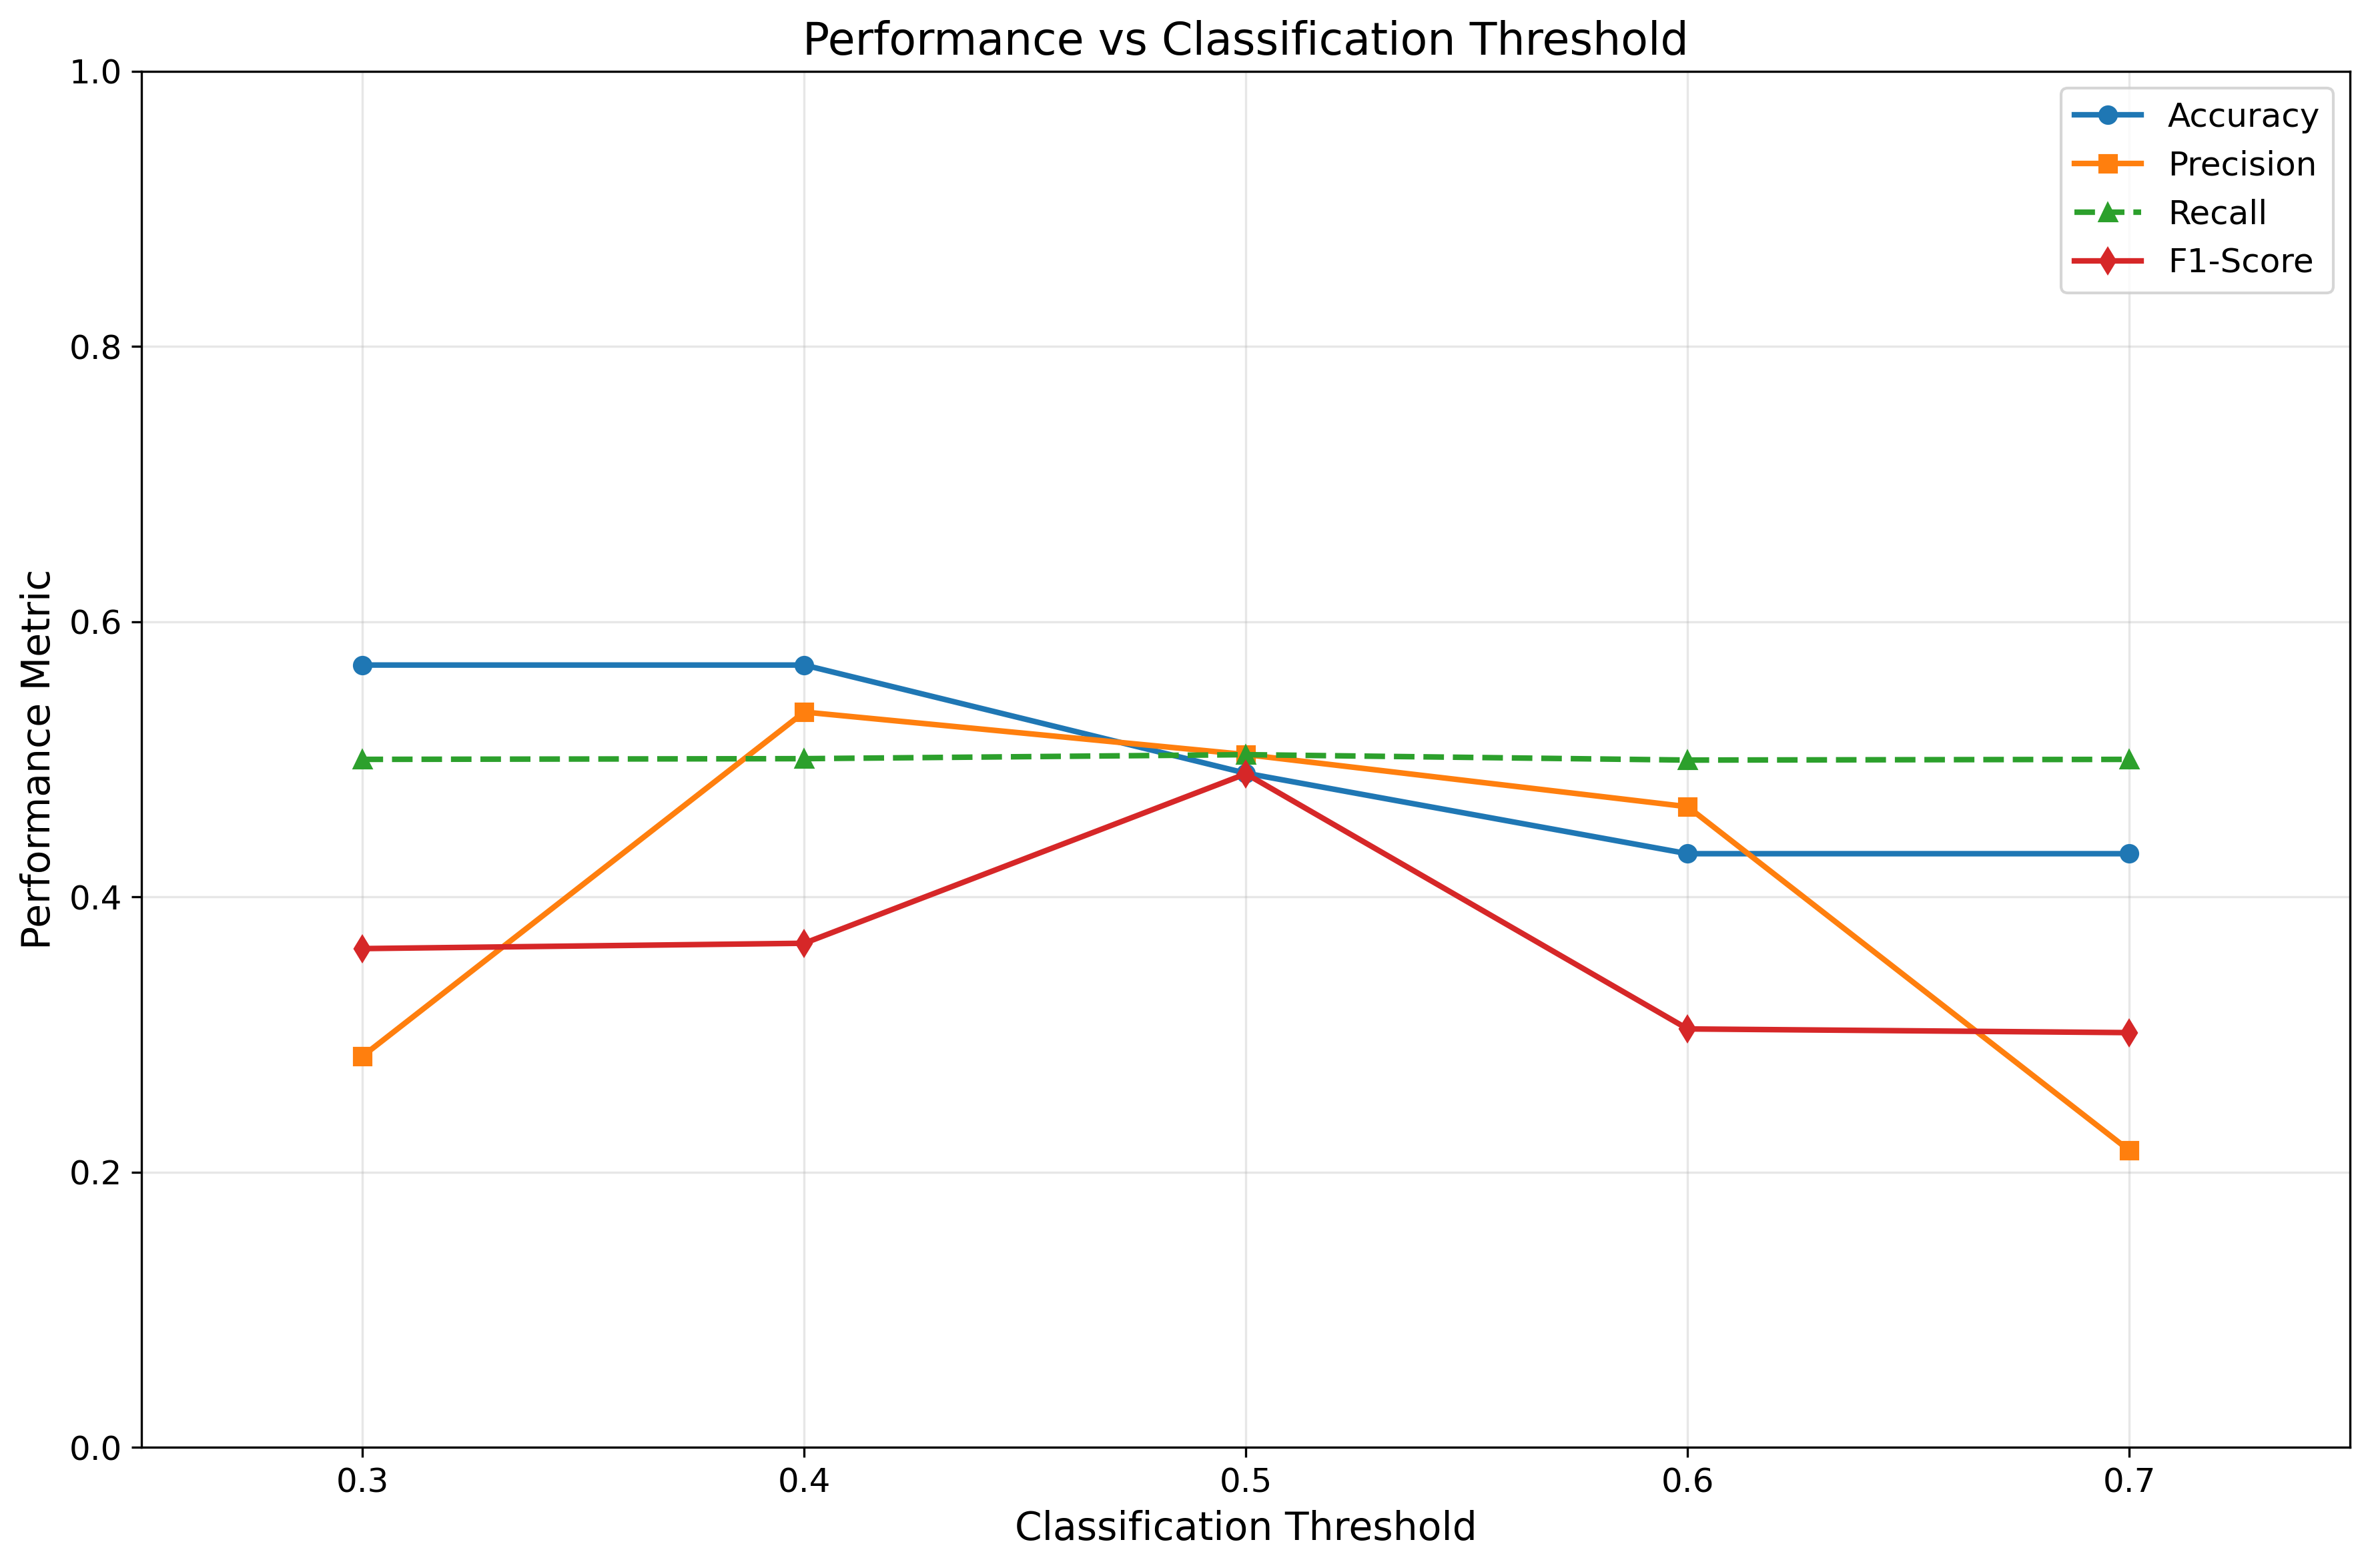 Performance vs Classification Threshold
Performance Metric
1.0
0.8
0.6
0.4
0.2
0.0
Accuracy
Precision
Recall
F1-Score
0.3 0.4 0.5 0.6 0.7
Classification Threshold